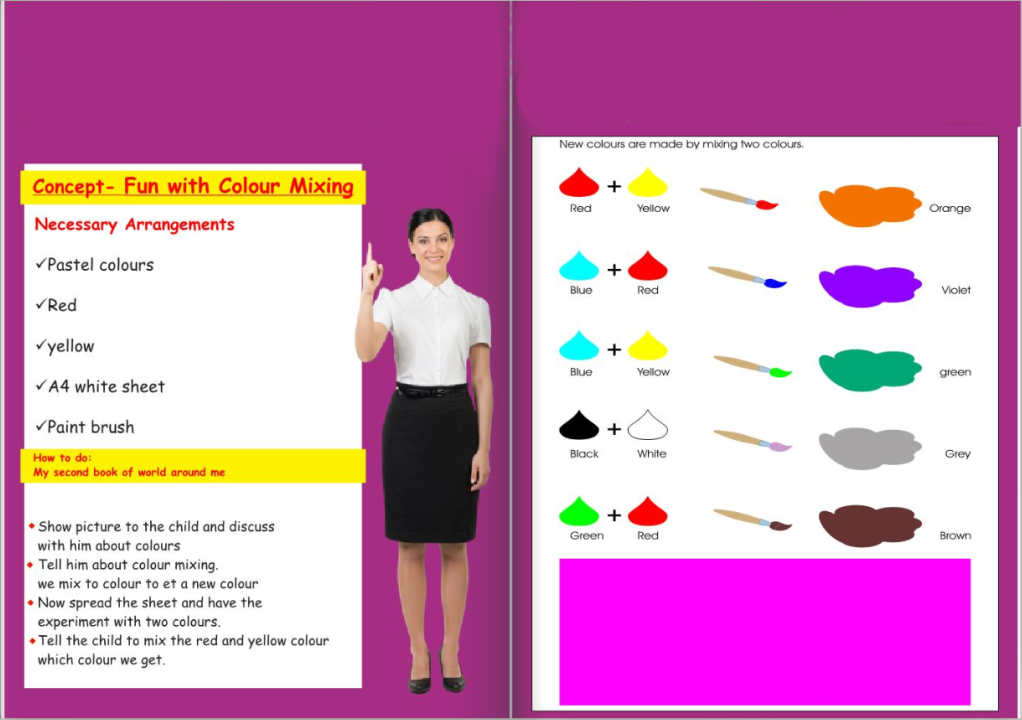 Concept- Fun with Colour Mixing
Necessary Arrangements
✓Pastel colours
✓Red
✓yellow
✓A4 white sheet
✓Paint brush
How to do:
My second book of world around me
Show picture to the child and discuss
with him about colours
Tell him about colour mixing.
we mix to colour to et a new colour
Now spread the sheet and have the
experiment with two colours.
Tell the child to mix the red and yellow colour
which colour we get.
New colours are made by mixing two colours.
+
Red Yellow Orange
+
Blue Red Violet
+
Blue Yellow green
+
Black White Grey
+
Green Red Brown